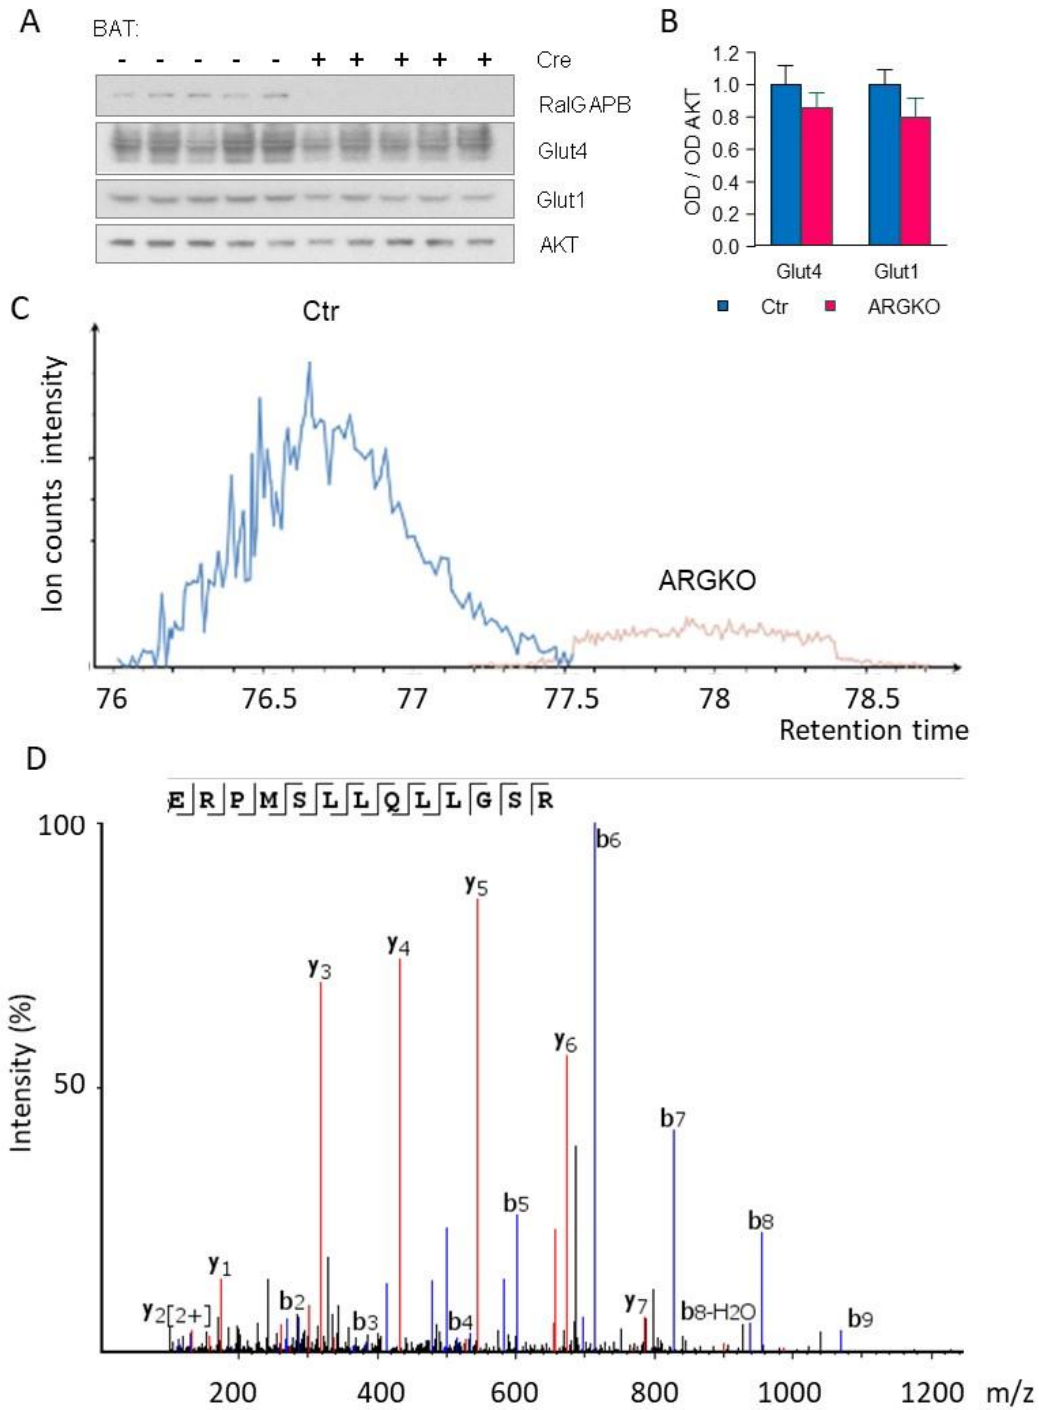 A
BAT:
- - - - - + + + + + Cre
RalGAPB
Glut4
Glut1
AKT
B
OD / OD AKT
1.2
1.0
0.8
0.6
0.4
0.2
0.0
Glut4 Glut1
Ctr ARGKO
C
Ctr
ARGKO
Ion counts intensity
76 76.5 77 77.5 78 78.5
Retention time
D
E R P M S L L Q L L G S R
100
50
Intensity (%)
y2[2+]
y1
b2
y3
b3
y4
b4
y5
b5
y6
b6
y7
b7
b8-H2O
b8
b9
200 400 600 800 1000 1200 m/z